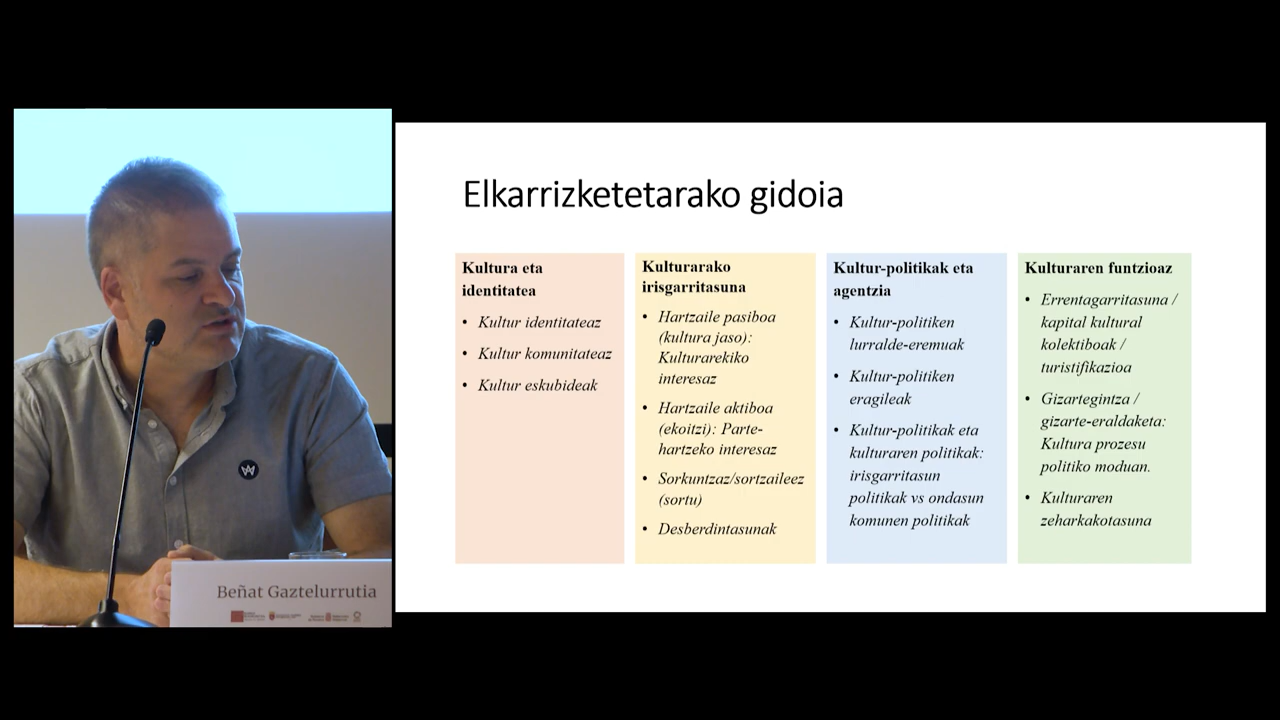 Elkarrizketetarako gidoia
Kultura eta
identitatea
• Kultur identitateaz
• Kultur komunitateaz
• Kultur eskubideak
Kulturarako
irisgarritasuna
• Hartzaile pasiboa
(kultura jaso):
Kulturarekiko
interesaz
• Hartzaile aktiboa
(ekoitzi): Parte-
hartzeko interesaz
• Sorkuntzaz/sortzaileez
(sortu)
• Desberdintasunak
Kultur-politikak eta
agentzia
• Kultur-politiken
lurralde-eremuak
• Kultur-politiken
eragileak
• Kultur-politikak eta
kulturaren politikak:
irisgarritasun
politikak vs ondasun
komunen politikak
Kulturaren funtzioaz
• Errentagarritasuna /
kapital kultural
kolektiboak /
turistifikazioa
• Gizartegintza /
gizarte-eraldaketa:
Kultura prozesu
politiko moduan.
• Kulturaren
zeharkakotasuna
Beñat Gaztelurrutia